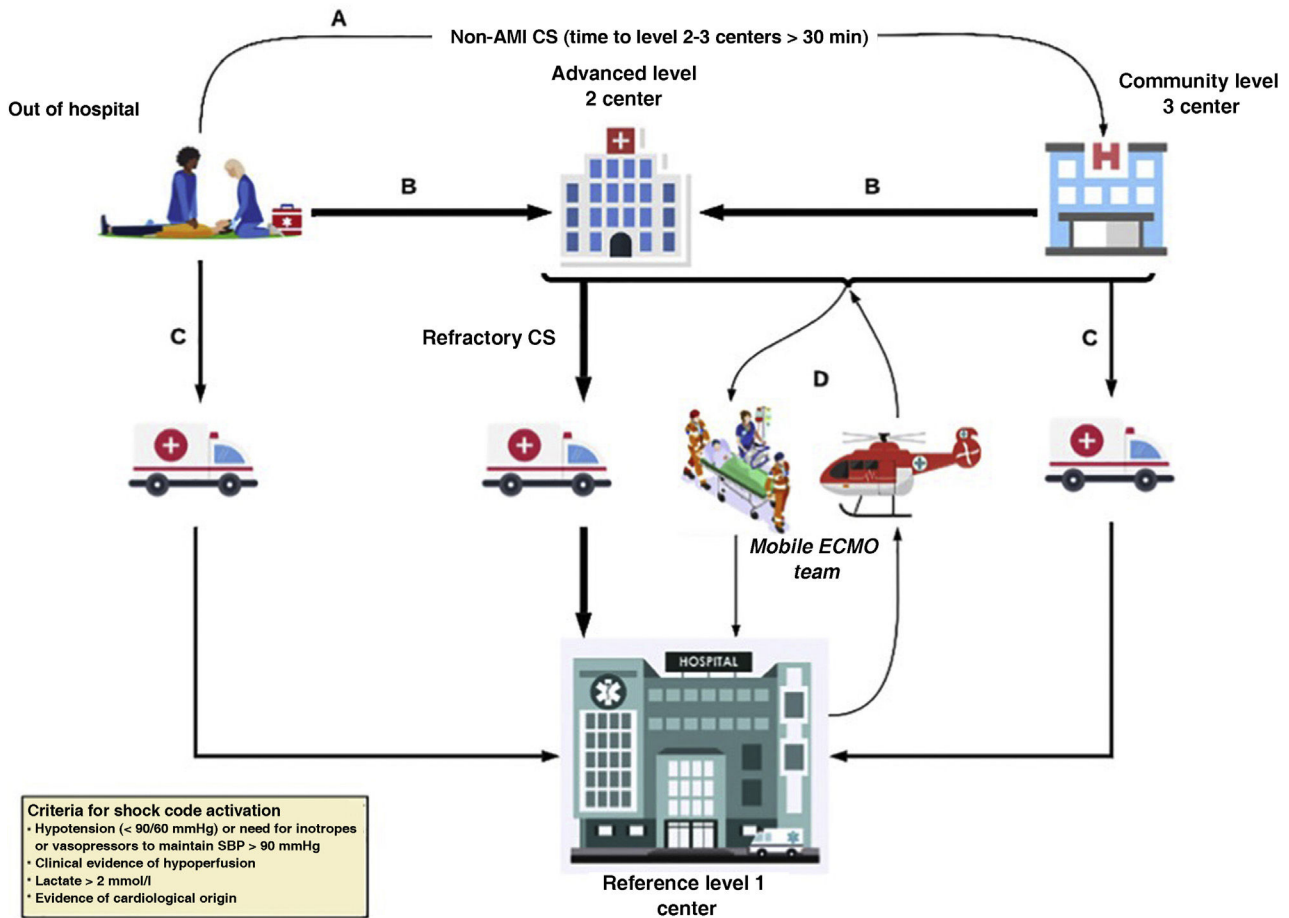 A
Non-AMI CS (time to level 2-3 centers > 30 min)
Out of hospital
Advanced level
2 center
Community level
3 center
H
B
B
C
Refractory CS
D
C
Mobile ECMO
team
HOSPITAL
Reference level 1
center
Criteria for shock code activation
• Hypotension (< 90/60 mmHg) or need for inotropes
or vasopressors to maintain SBP > 90 mmHg
• Clinical evidence of hypoperfusion
• Lactate > 2 mmol/l
• Evidence of cardiological origin